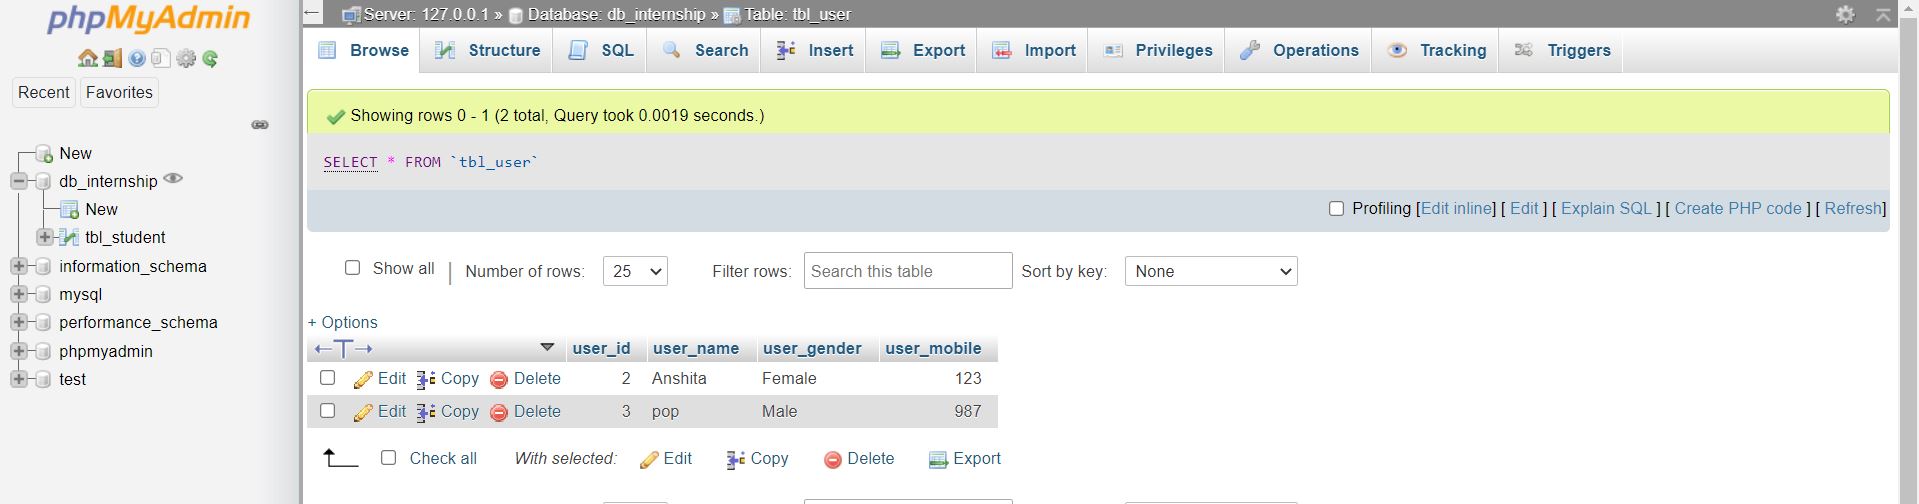 phpMyAdmin
Recent Favorites
New
db_internship
New
tbl_student
information_schema
mysql
performance_schema
phpmyadmin
test
Server: 127.0.0.1 » Database: db_internship » Table: tbl_user
Browse Structure SQL Search Insert Export Import Privileges Operations Tracking Triggers
Showing rows 0 - 1 (2 total, Query took 0.0019 seconds.)
SELECT * FROM `tbl_user`
Profiling [Edit inline] [ Edit ] [ Explain SQL ] [ Create PHP code ] [ Refresh]
Show all | Number of rows: 25 Filter rows: Search this table Sort by key: None
+ Options
←T→ user_id user_name user_gender user_mobile
Edit Copy Delete 2 Anshita Female 123
Edit Copy Delete 3 pop Male 987
Check all With selected: Edit Copy Delete Export